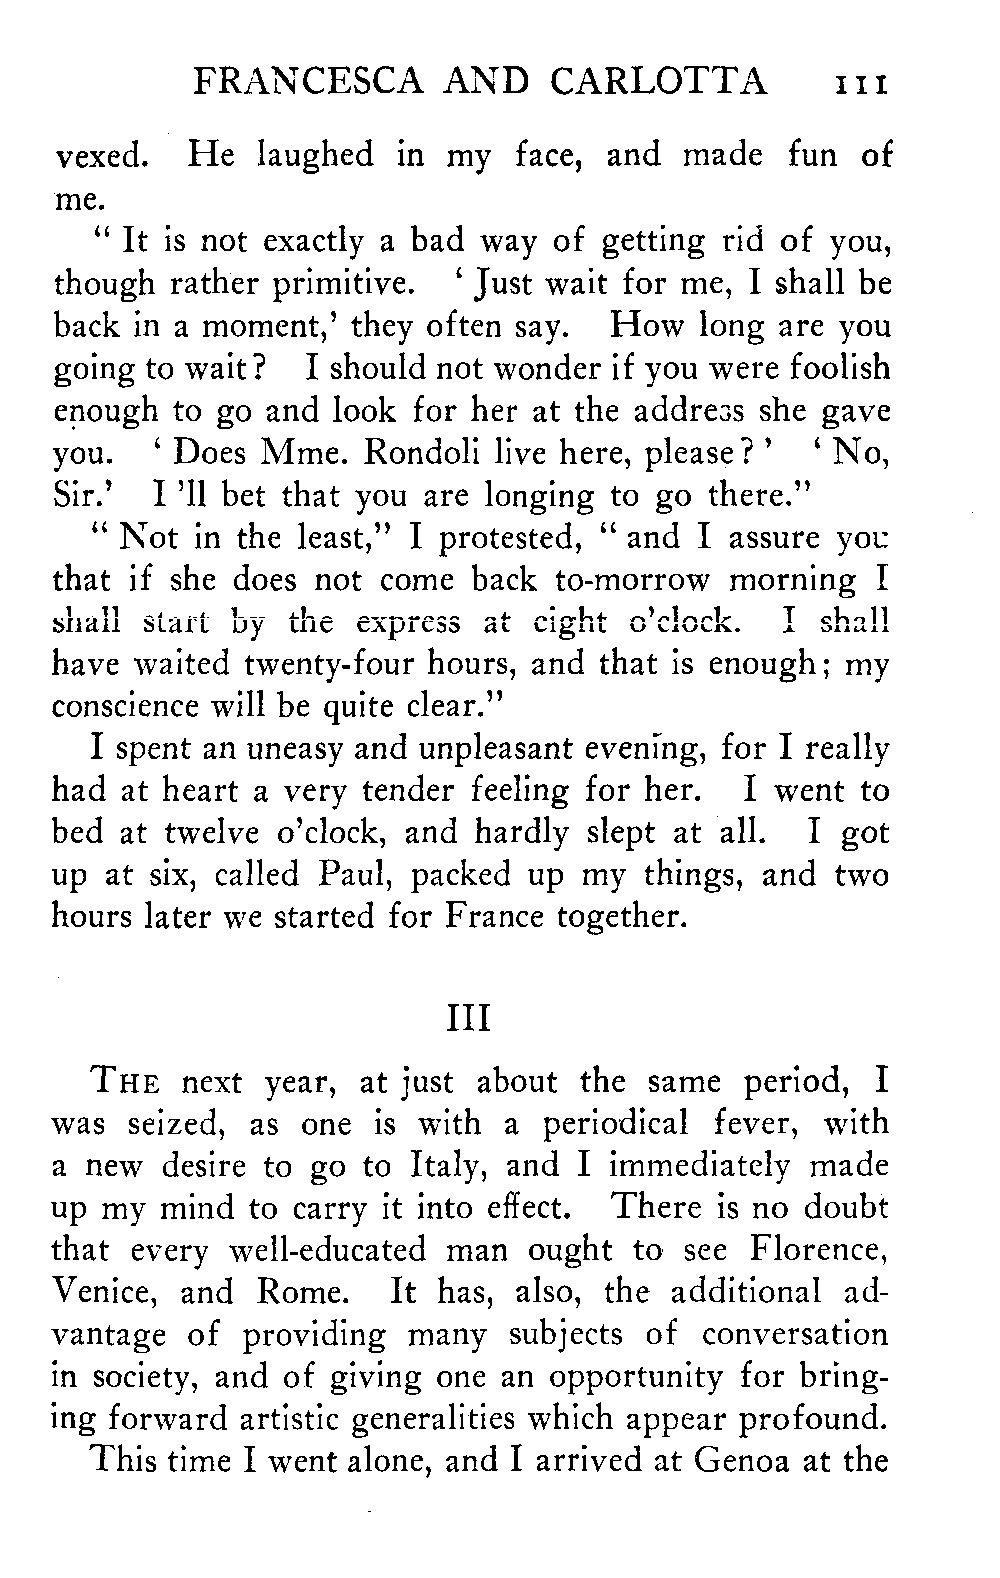 FRANCESCA AND CARLOTTA 111
vexed. He laughed in my face, and made fun of
me.
“ It is not exactly a bad way of getting rid of you,
though rather primitive. ‘ Just wait for me, I shall be
back in a moment,’ they often say. How long are you
going to wait? I should not wonder if you were foolish
enough to go and look for her at the address she gave
you. ‘ Does Mme. Rondoli live here, please? ’ ‘ No,
Sir.’ I ’ll bet that you are longing to go there.”
“ Not in the least,” I protested, “ and I assure you
that if she does not come back to-morrow morning I
shall start by the express at eight o’clock. I shall
have waited twenty-four hours, and that is enough; my
conscience will be quite clear.”
I spent an uneasy and unpleasant evening, for I really
had at heart a very tender feeling for her. I went to
bed at twelve o’clock, and hardly slept at all. I got
up at six, called Paul, packed up my things, and two
hours later we started for France together.
III
THE next year, at just about the same period, I
was seized, as one is with a periodical fever, with
a new desire to go to Italy, and I immediately made
up my mind to carry it into effect. There is no doubt
that every well-educated man ought to see Florence,
Venice, and Rome. It has, also, the additional ad-
vantage of providing many subjects of conversation
in society, and of giving one an opportunity for bring-
ing forward artistic generalities which appear profound.
This time I went alone, and I arrived at Genoa at the